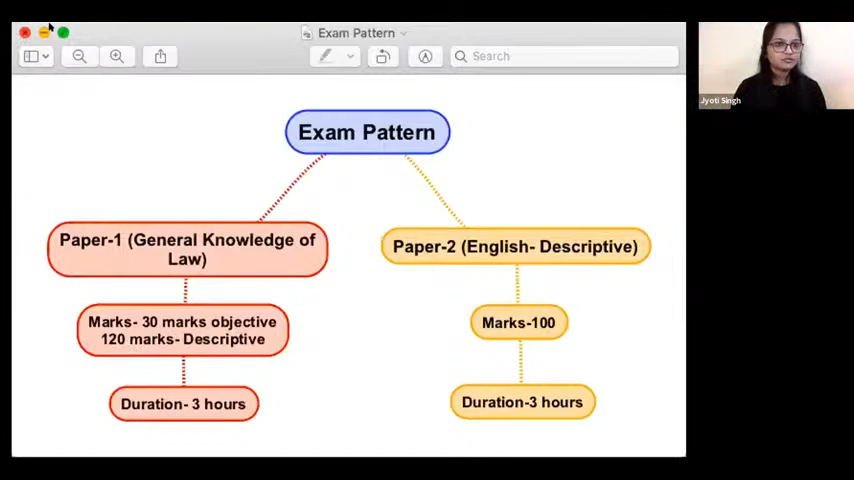 Exam Pattern
Search
Jyoti Singh
Exam Pattern
Paper-1 (General Knowledge of
Law)
Paper-2 (English- Descriptive)
Marks- 30 marks objective
120 marks- Descriptive
Marks-100
Duration- 3 hours
Duration-3 hours